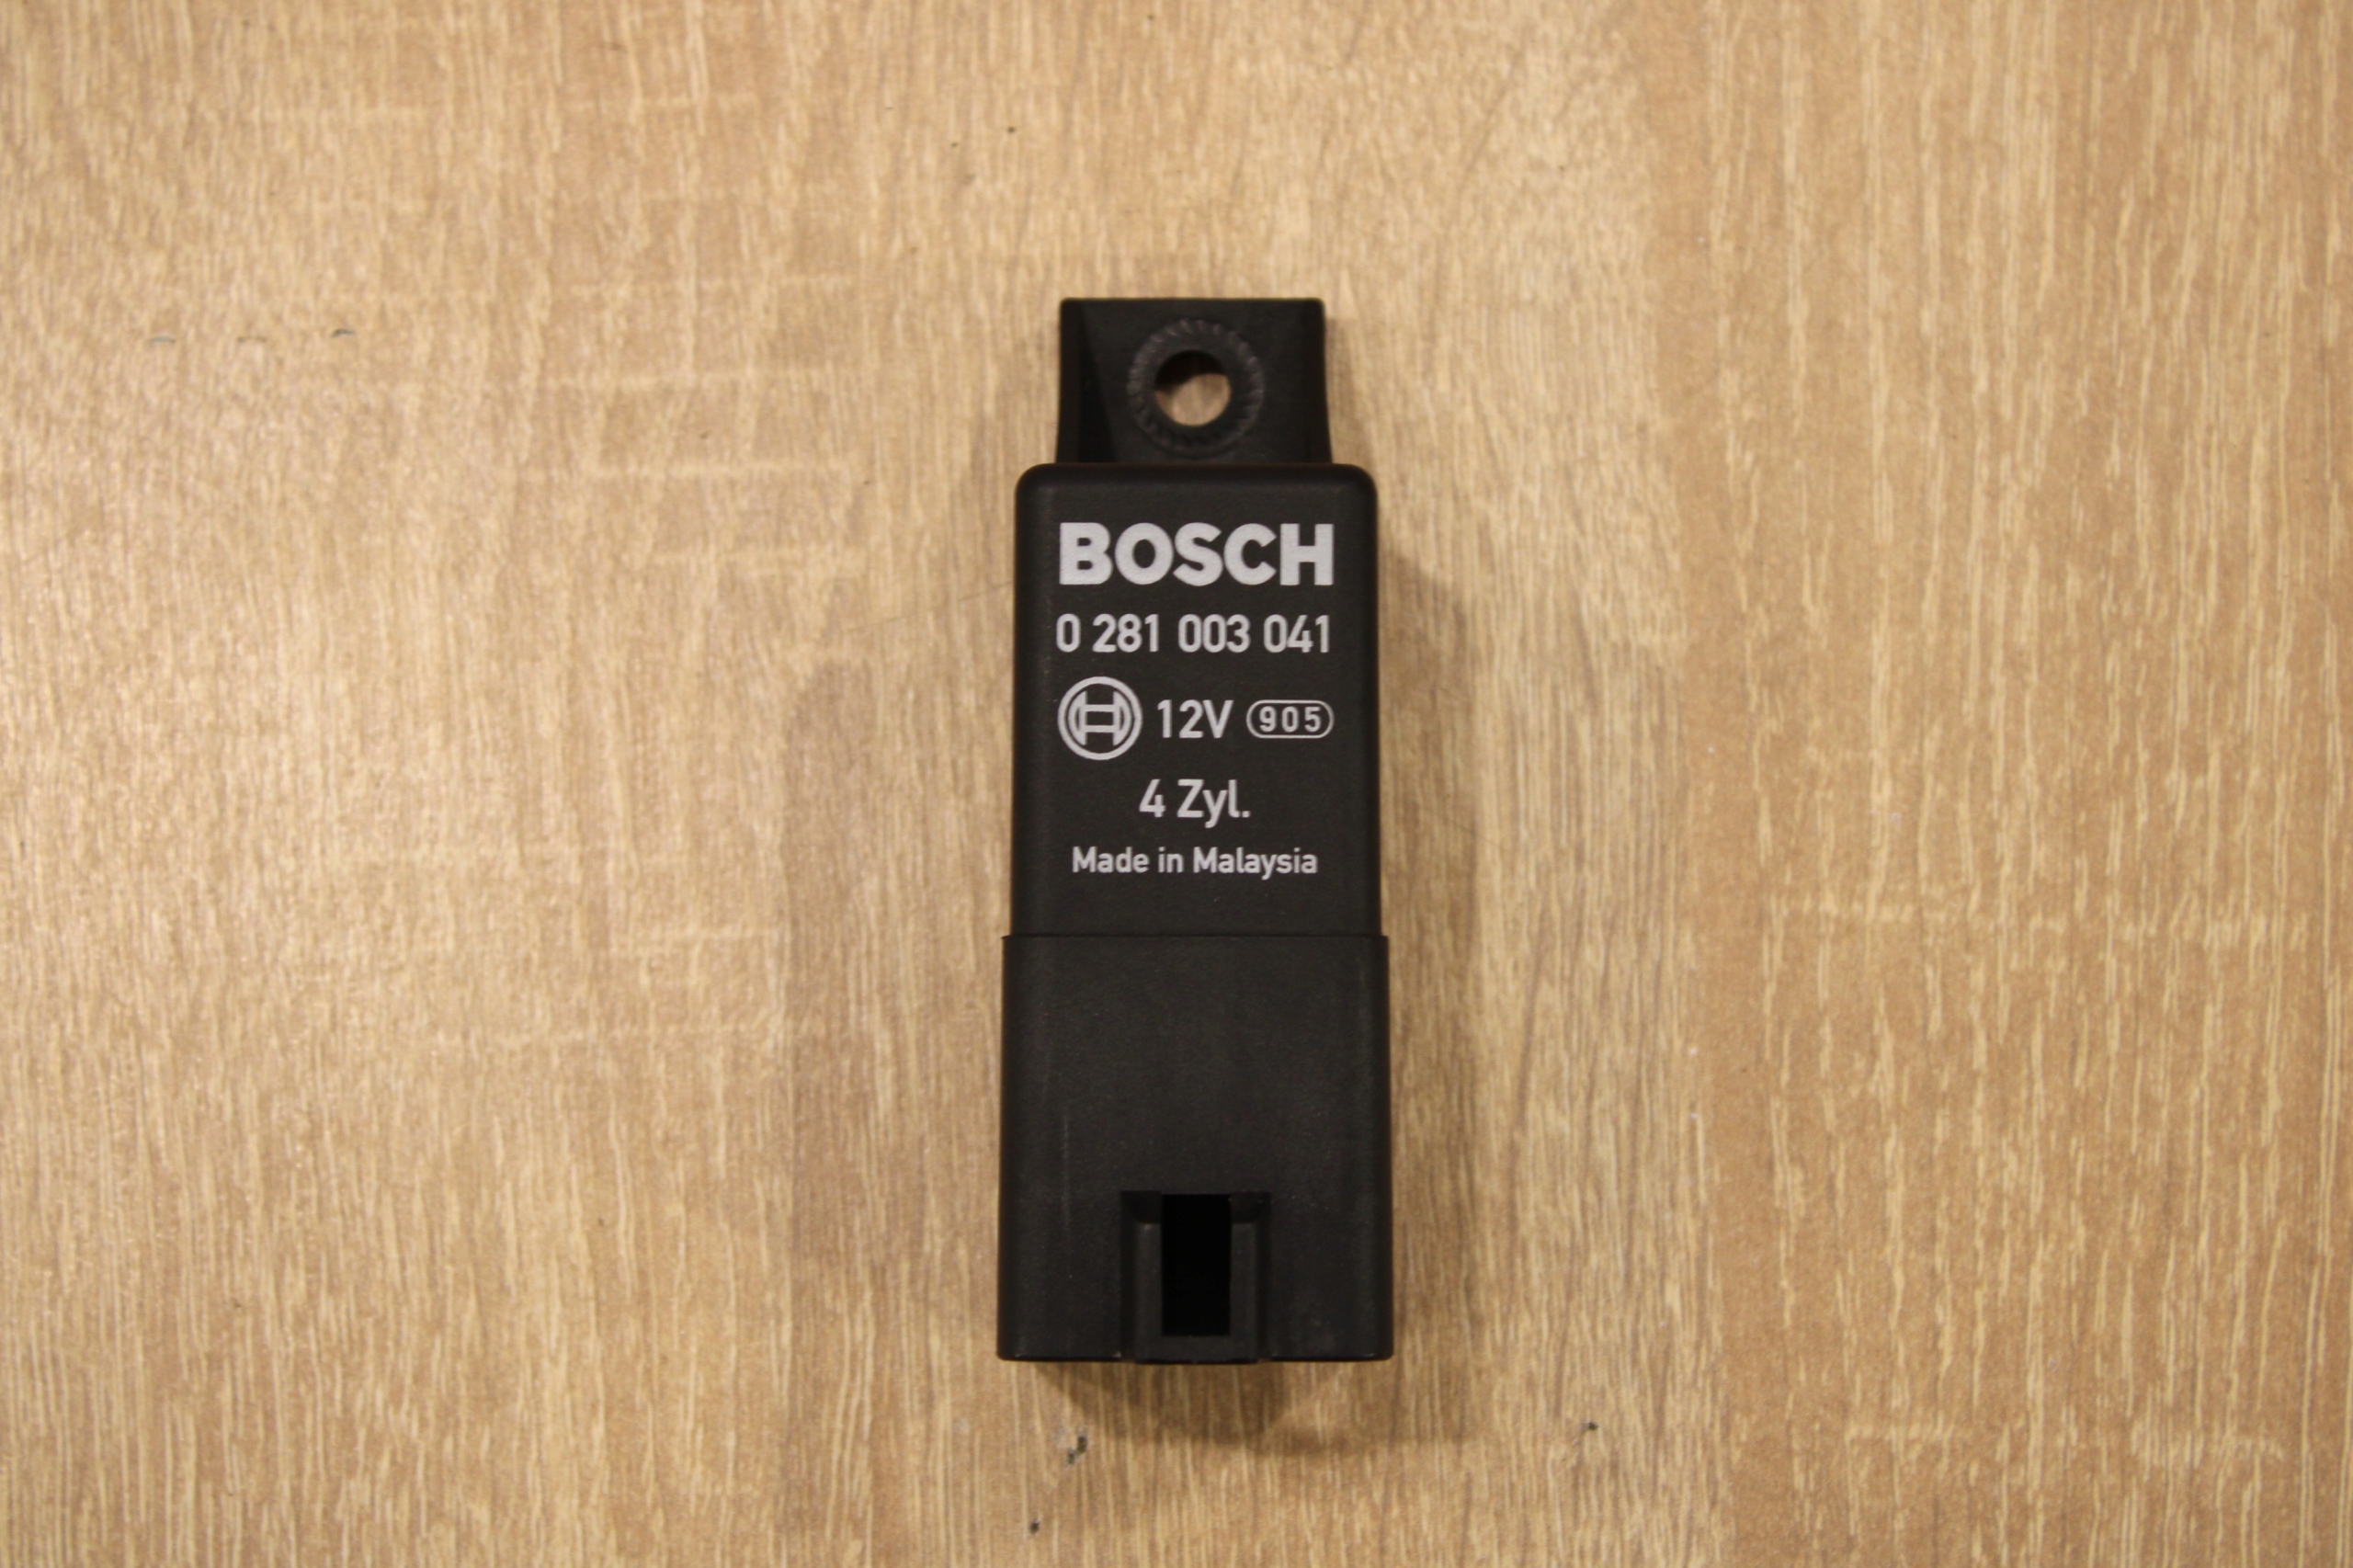 BOSCH
0 281 003 041
12V 905
4 Zyl.
Made in Malaysia